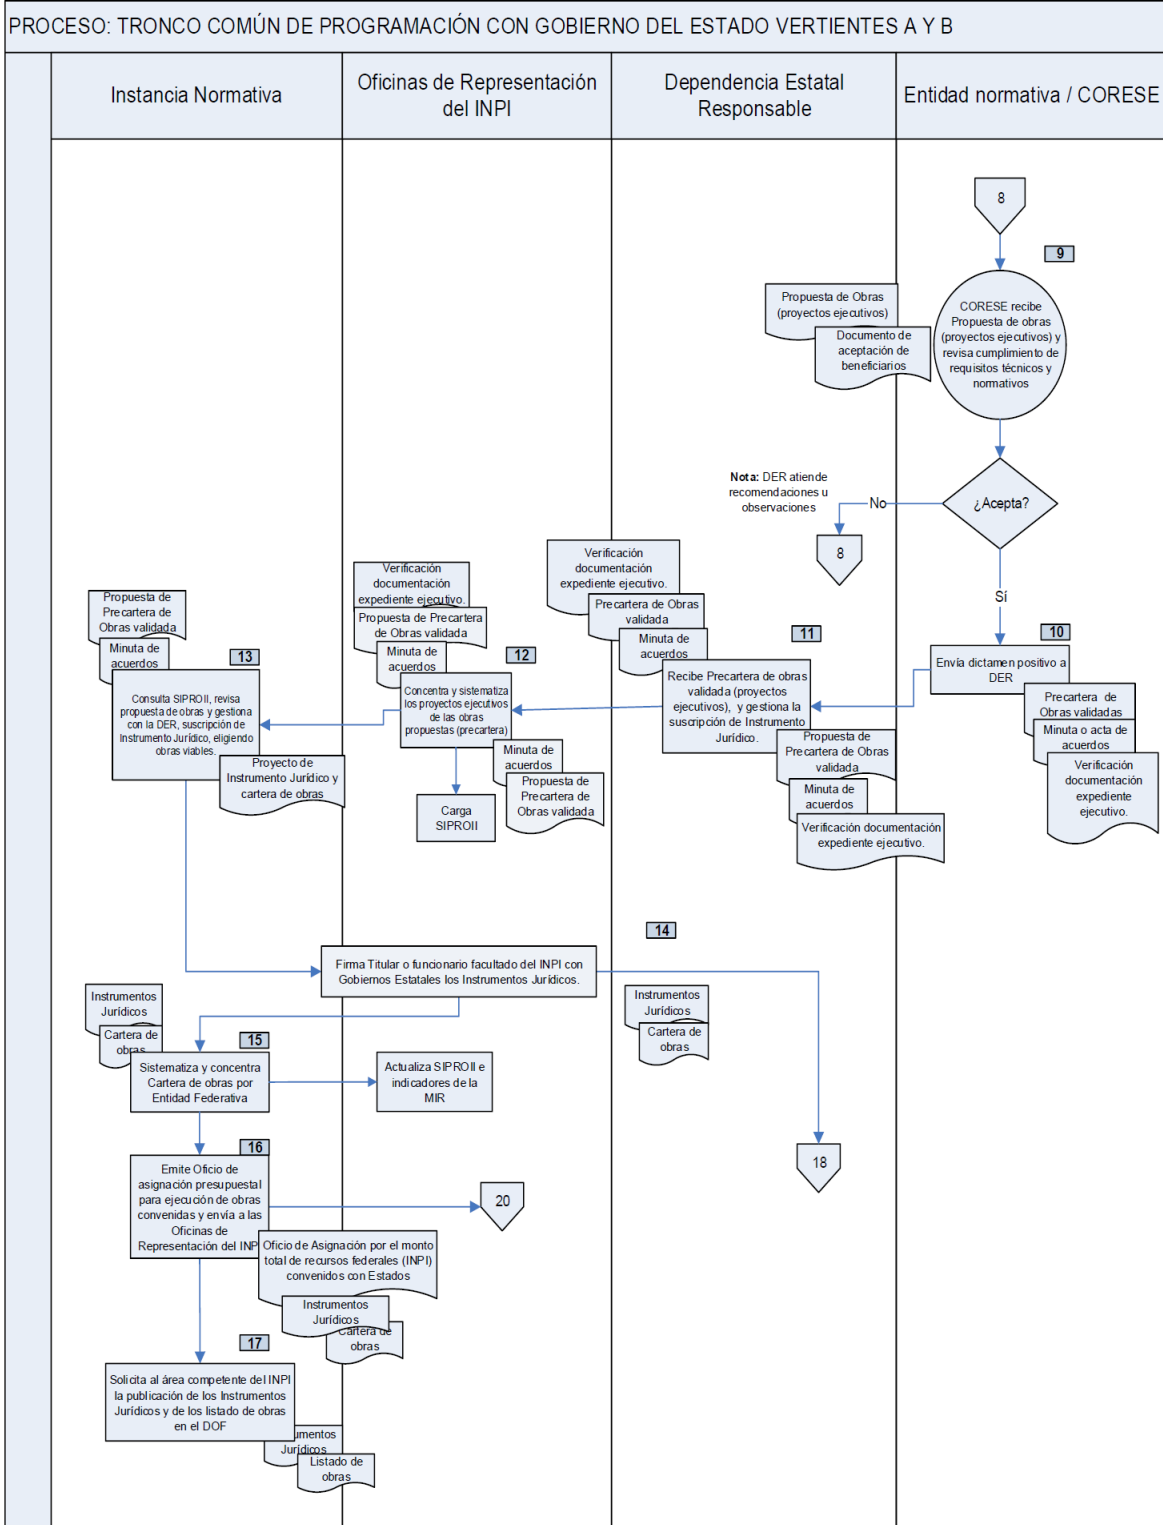 PROCESO: TRONCO COMÚN DE PROGRAMACIÓN CON GOBIERNO DEL ESTADO VERTIENTES A Y B
Instancia Normativa
Oficinas de Representación
del INPI
Dependencia Estatal
Responsable
Entidad normativa / CORESE
8
9
CORESE recibe
Propuesta de obras
(proyectos ejecutivos) y
revisa cumplimiento de
requisitos técnicos y
normativos
Propuesta de Obras
(proyectos ejecutivos)
Documento de
aceptación de
beneficiarios
¿Acepta?
No
Nota: DER atiende
recomendaciones u
observaciones
8
Sí
10
Envía dictamen positivo a
DER
Precartera de
Obras validadas
Minuta o acta de
acuerdos
Verificación
documentación
expediente
ejecutivo.
Verificación
documentación
expediente ejecutivo.
Precartera de Obras
validada
Minuta de
acuerdos
11
Recibe Precartera de obras
validada (proyectos
ejecutivos), y gestiona la
suscripción de Instrumento
Jurídico.
Propuesta de
Precartera de Obras
validada
Minuta de
acuerdos
Verificación documentación
expediente ejecutivo.
Verificación
documentación
expediente ejecutivo.
Propuesta de Precartera
de Obras validada
Minuta de
acuerdos
12
Concentra y sistematiza
los proyectos ejecutivos
de las obras
propuestas (precartera)
Minuta de
acuerdos
Propuesta de
Precartera de
Obras validada
Carga
SIPROII
Propuesta de
Precartera de
Obras validada
Minuta de
acuerdos
13
Consulta SIPROII, revisa
propuesta de obras y gestiona
con la DER, suscripción de
Instrumento Jurídico, eligiendo
obras viables.
Proyecto de
Instrumento Jurídico y
cartera de obras
14
Firma Titular o funcionario facultado del INPI con
Gobiernos Estatales los Instrumentos Jurídicos.
Instrumentos
Jurídicos
Cartera de
obras
18
Instrumentos
Jurídicos
Cartera de
obras
15
Sistematiza y concentra
Cartera de obras por
Entidad Federativa
Actualiza SIPROII e
indicadores de la
MIR
16
Emite Oficio de
asignación presupuestal
para ejecución de obras
convenidas y envía a las
Oficinas de
Representación del INP
20
Oficio de Asignación por el monto
total de recursos federales (INPI)
convenidos con Estados
Instrumentos
Jurídicos
Cartera de
obras
17
Solicita al área competente del INPI
la publicación de los Instrumentos
Jurídicos y de los listado de obras
en el DOF
umentos
Jurídicos
Listado de
obras